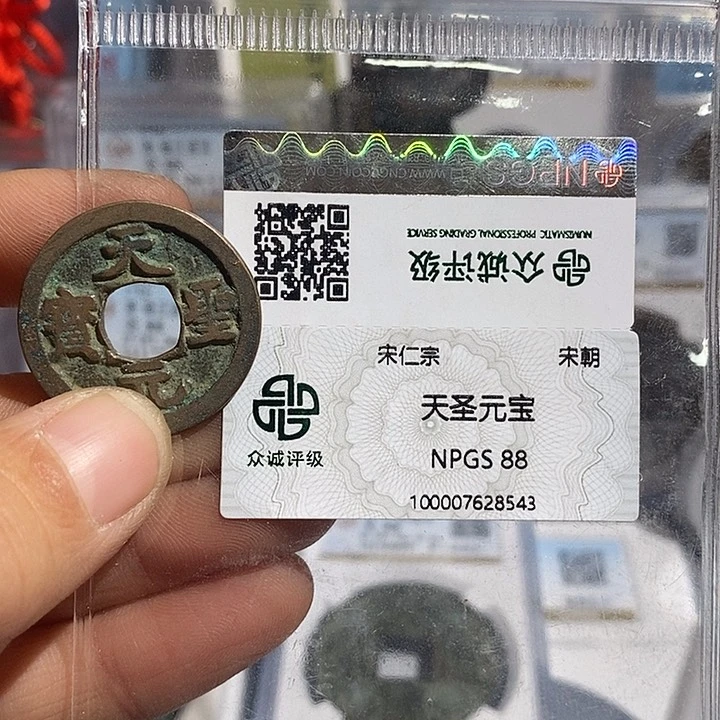 天
聖
元
寶
NPGS
WWW.CNGCCOIN.COM
众诚评级
NUMISMATIC PROFESSIONAL GRADING SERVICE
宋仁宗 宋朝
天圣元宝
众诚评级
NPGS 88
100007628543